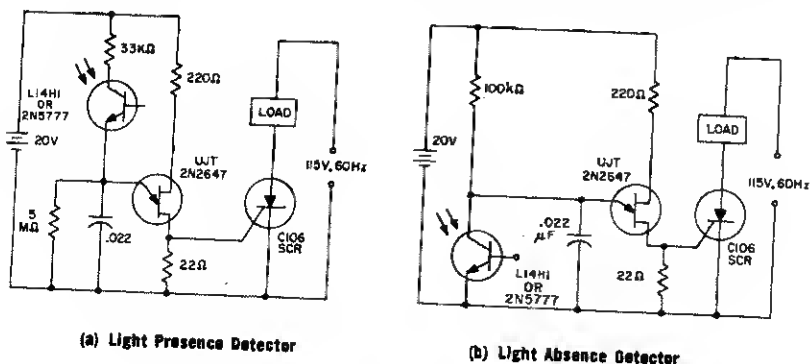 33KΩ
220Ω
L14H1
OR
2N5777
LOAD
20V
UJT
2N2647
115V, 60Hz
5
MΩ
.022
C106
SCR
22Ω
(a) Light Presence Detector
100kΩ
220Ω
LOAD
20V
UJT
2N2647
115V, 60Hz
.022
μF
C106
SCR
L14H1
OR
2N5777
22Ω
(b) Light Absence Detector